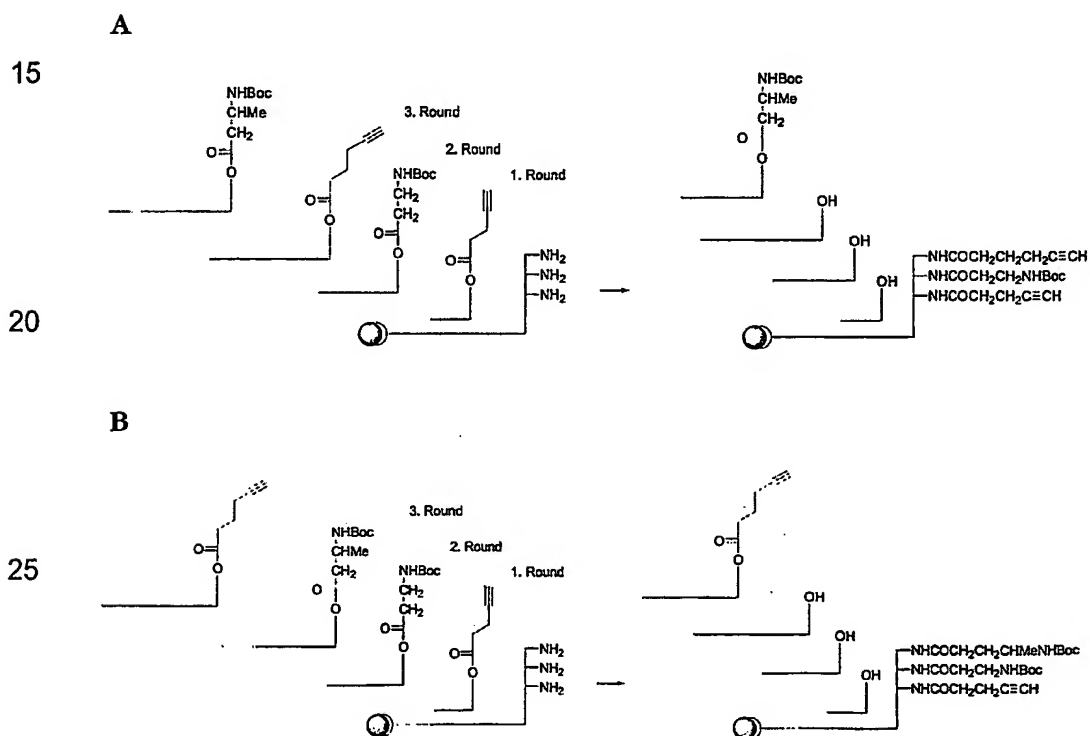 A
15
NHBoc
CHMe
CH₂
O
O
3. Round
O
O
2. Round
NHBoc
CH₂
CH₂
O
O
1. Round
O
O
NH₂
NH₂
NH₂
NHBoc
CHMe
CH₂
O
O
OH
OH
OH
NHCOCH₂CH₂CH₂C≡CH
NHCOCH₂CH₂NHBoc
NHCOCH₂CH₂C≡CH
20
B
O
O
3. Round
NHBoc
CHMe
CH₂
O
O
2. Round
NHBoc
CH₂
CH₂
O
O
1. Round
O
O
NH₂
NH₂
NH₂
25
O
O
OH
OH
OH
NHCOCH₂CH₂CHMeNHBoc
NHCOCH₂CH₂NHBoc
NHCOCH₂CH₂C≡CH